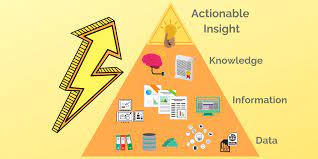 Actionable
Insight
Knowledge
Information
Data